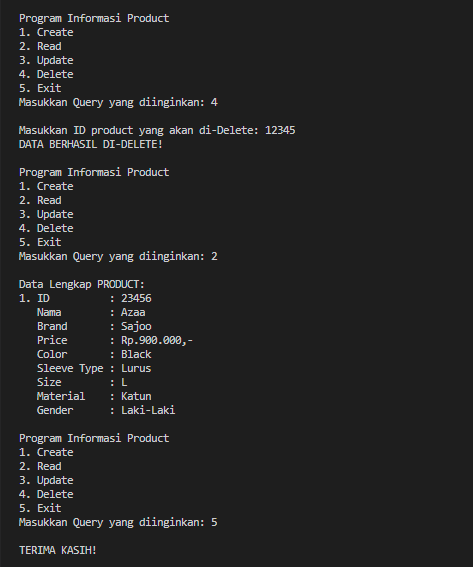 Program Informasi Product
1. Create
2. Read
3. Update
4. Delete
5. Exit
Masukkan Query yang diinginkan: 4
Masukkan ID product yang akan di-Delete: 12345
DATA BERHASIL DI-DELETE!
Program Informasi Product
1. Create
2. Read
3. Update
4. Delete
5. Exit
Masukkan Query yang diinginkan: 2
Data Lengkap PRODUCT:
1. ID : 23456
Nama : Azaa
Brand : Sajoo
Price : Rp.900.000,-
Color : Black
Sleeve Type : Lurus
Size : L
Material : Katun
Gender : Laki-Laki
Program Informasi Product
1. Create
2. Read
3. Update
4. Delete
5. Exit
Masukkan Query yang diinginkan: 5
TERIMA KASIH!